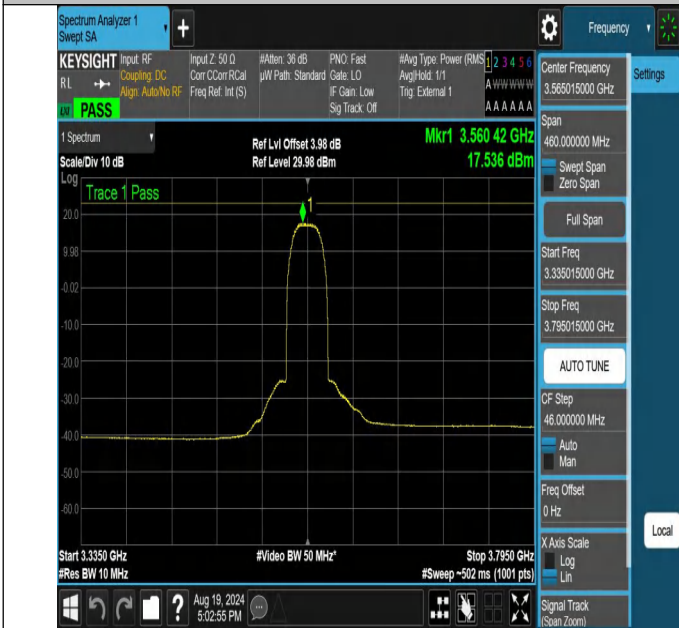 Spectrum Analyzer 1
Swept SA
+
Frequency
KEYSIGHT
RL
PASS
Input: RF
Coupling: DC
Align: Auto/No RF
Input Z: 50 Ω
Corr CCorr RCal
Freq Ref: Int (S)
#Atten: 36 dB
µW Path: Standard
PNO: Fast
Gate: LO
IF Gain: Low
Sig Track: Off
#Avg Type: Power (RMS
Avg|Hold: 1/1
Trig: External 1
1 2 3 4 5 6
A W W W W W
A A A A A A
1 Spectrum
Scale/Div 10 dB
Ref Lvl Offset 3.98 dB
Ref Level 29.98 dBm
Mkr1 3.560 42 GHz
17.536 dBm
Log
Trace 1 Pass
1
20.0
9.98
-0.02
-10.0
-20.0
-30.0
-40.0
-50.0
-60.0
Start 3.3350 GHz
#Video BW 50 MHz*
Stop 3.7950 GHz
#Res BW 10 MHz
#Sweep ~502 ms (1001 pts)
?
Aug 19, 2024
5:02:55 PM
Center Frequency
3.565015000 GHz
Settings
Span
460.000000 MHz
Swept Span
Zero Span
Full Span
Start Freq
3.335015000 GHz
Stop Freq
3.795015000 GHz
AUTO TUNE
CF Step
46.000000 MHz
Auto
Man
Freq Offset
0 Hz
Local
X Axis Scale
Log
Lin
Signal Track
(Span Zoom)